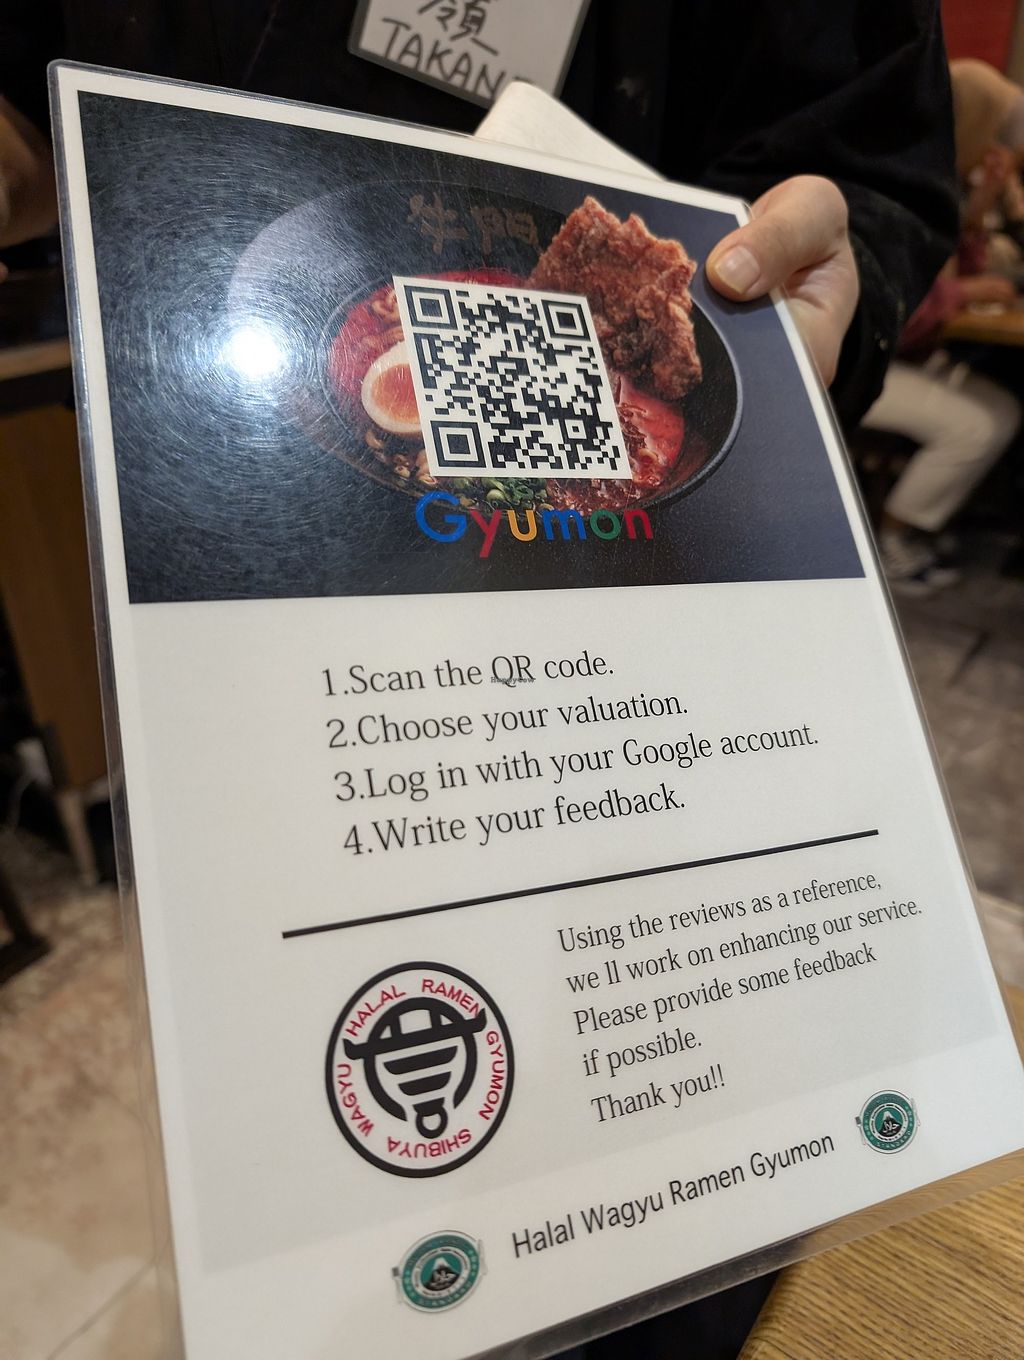 領
TAKAN
牛門
Gyumon
1.Scan the QR code.
HappyCow
2.Choose your valuation.
3.Log in with your Google account.
4.Write your feedback.
Using the reviews as a reference,
we ll work on enhancing our service.
Please provide some feedback
if possible.
Thank you!!
WAGYU HALAL RAMEN GYUMON SHIBUYA
Halal Wagyu Ramen Gyumon